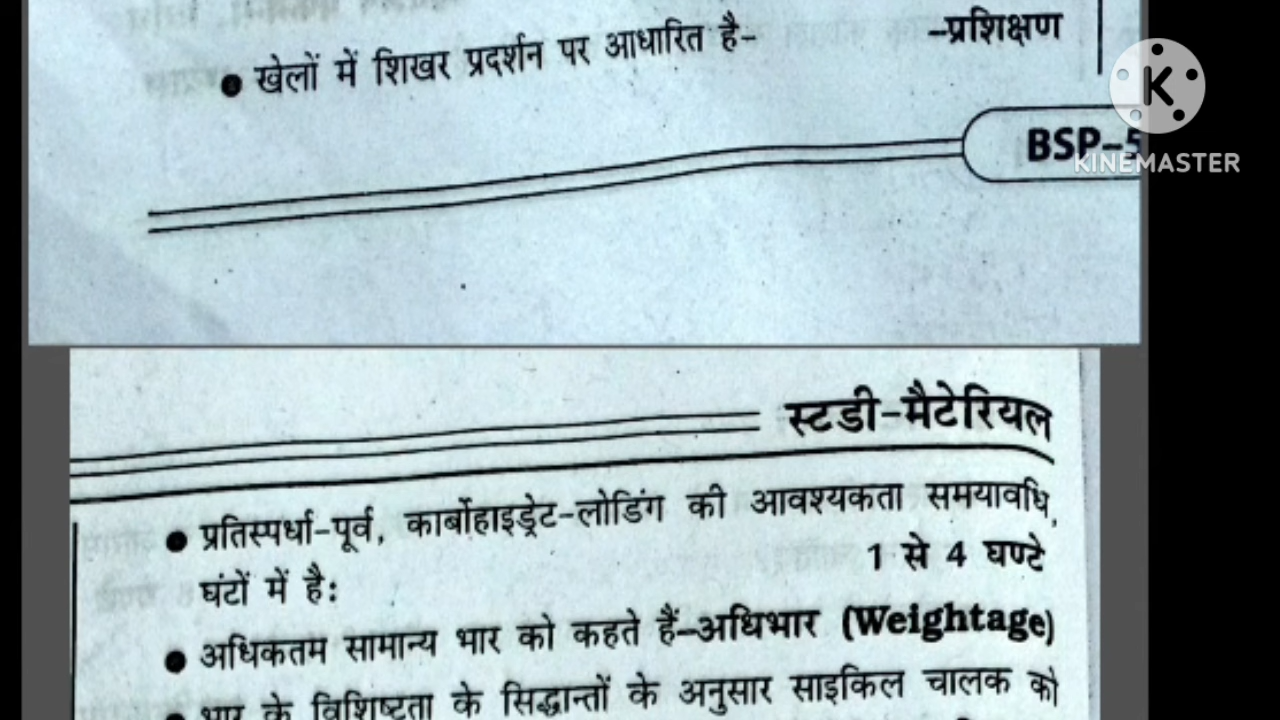 ● खेलों में शिखर प्रदर्शन पर आधारित है- -प्रशिक्षण
BSP-5
KINEMASTER
स्टडी-मैटेरियल
● प्रतिस्पर्धा-पूर्व, कार्बोहाइड्रेट-लोडिंग की आवश्यकता समयावधि,
घंटों में है: 1 से 4 घण्टे
● अधिकतम सामान्य भार को कहते हैं-अधिभार (Weightage)
● भार के विशिष्टता के सिद्धान्तों के अनुसार साइकिल चालक को